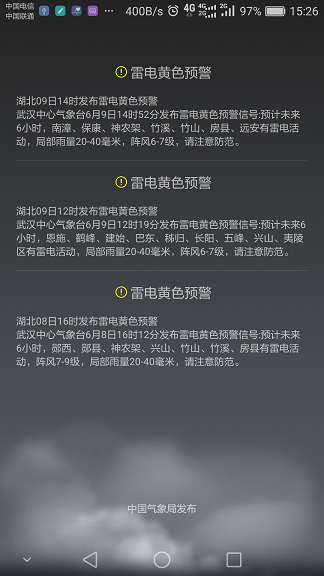 中国电信
中国联通
... 400B/s 4G 4G 2G 2G 97% 15:26
雷电黄色预警
湖北09日14时发布雷电黄色预警
武汉中心气象台6月9日14时52分发布雷电黄色预警信号:预计未来
6小时，南漳、保康、神农架、竹溪、竹山、房县、远安有雷电活
动，局部雨量20-40毫米，阵风6-7级，请注意防范。
雷电黄色预警
湖北09日12时发布雷电黄色预警
武汉中心气象台6月9日12时19分发布雷电黄色预警信号:预计未来6
小时，恩施、鹤峰、建始、巴东、秭归、长阳、五峰、兴山、夷陵
区有雷电活动，局部雨量20-40毫米，阵风6-7级，请注意防范。
雷电黄色预警
湖北08日16时发布雷电黄色预警
武汉中心气象台6月8日16时12分发布雷电黄色预警信号:预计未来
6小时，郧西、郧县、神农架、兴山、竹山、竹溪、房县有雷电活
动，阵风7-9级，局部雨量20-40毫米，请注意防范。
中国气象局发布